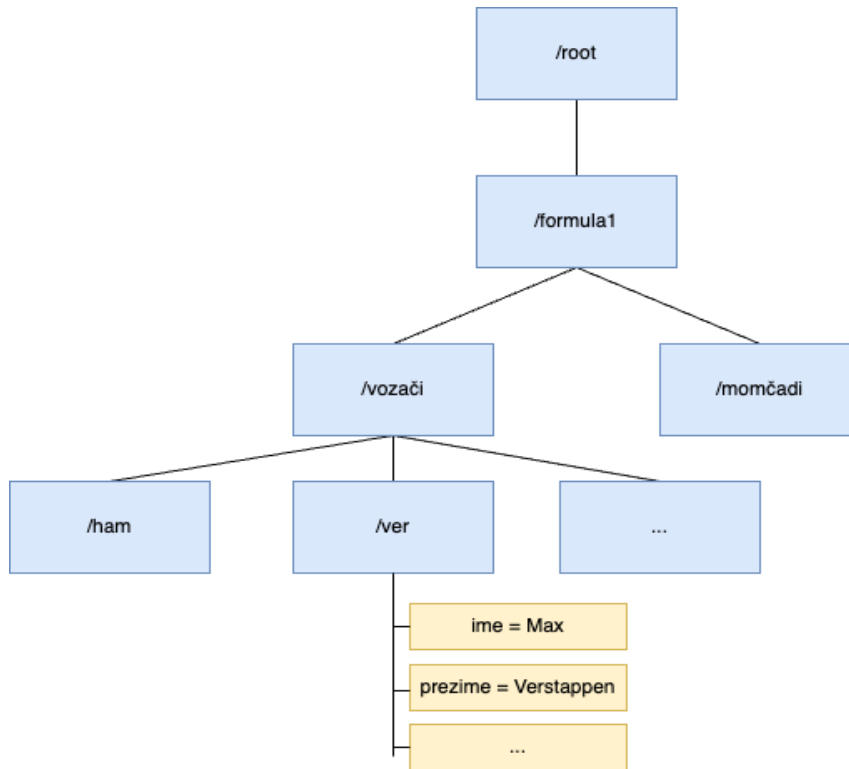 /root
/formula1
/vozači
/momčadi
/ham
/ver
...
ime = Max
prezime = Verstappen
...